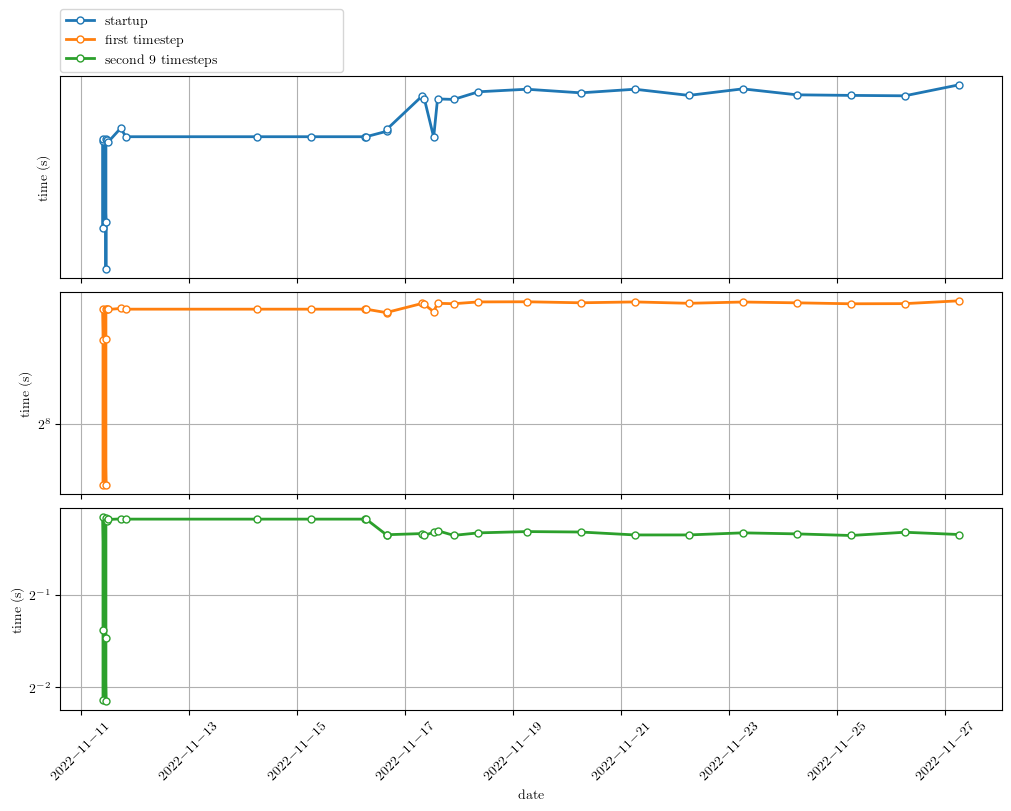 startup
first timestep
second 9 timesteps
time (s)
time (s)
2^8
time (s)
2^−1
2^−2
2022−11−11
2022−11−13
2022−11−15
2022−11−17
2022−11−19
2022−11−21
2022−11−23
2022−11−25
2022−11−27
date